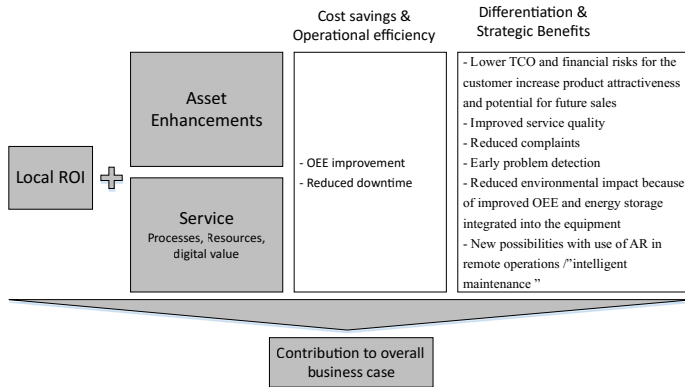 Cost savings &
Operational efficiency
Differentiation &
Strategic Benefits
Local ROI
Asset
Enhancements
Service
Processes, Resources,
digital value
- OEE improvement
- Reduced downtime
- Lower TCO and financial risks for the
customer increase product attractiveness
and potential for future sales
- Improved service quality
- Reduced complaints
- Early problem detection
- Reduced environmental impact because
of improved OEE and energy storage
integrated into the equipment
- New possibilities with use of AR in
remote operations /”intelligent
maintenance ”
Contribution to overall
business case